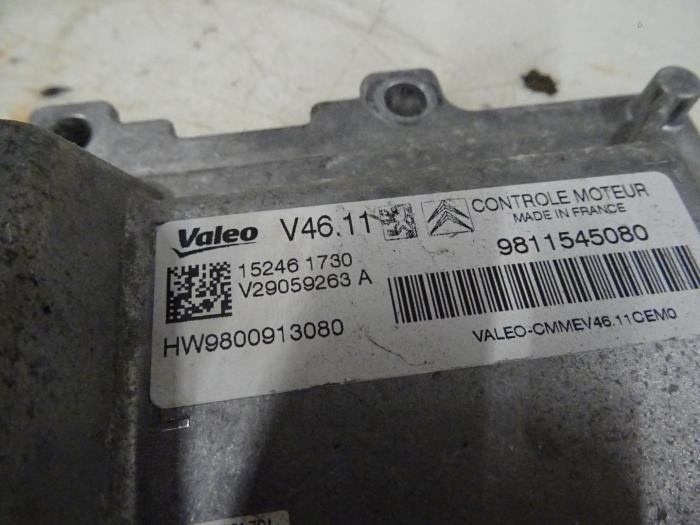 Valeo V46.11 CONTROLE MOTEUR
MADE IN FRANCE
15246 1730
9811545080
V29059263 A
HW9800913080
VALEO-CMMEV46.11CEM0